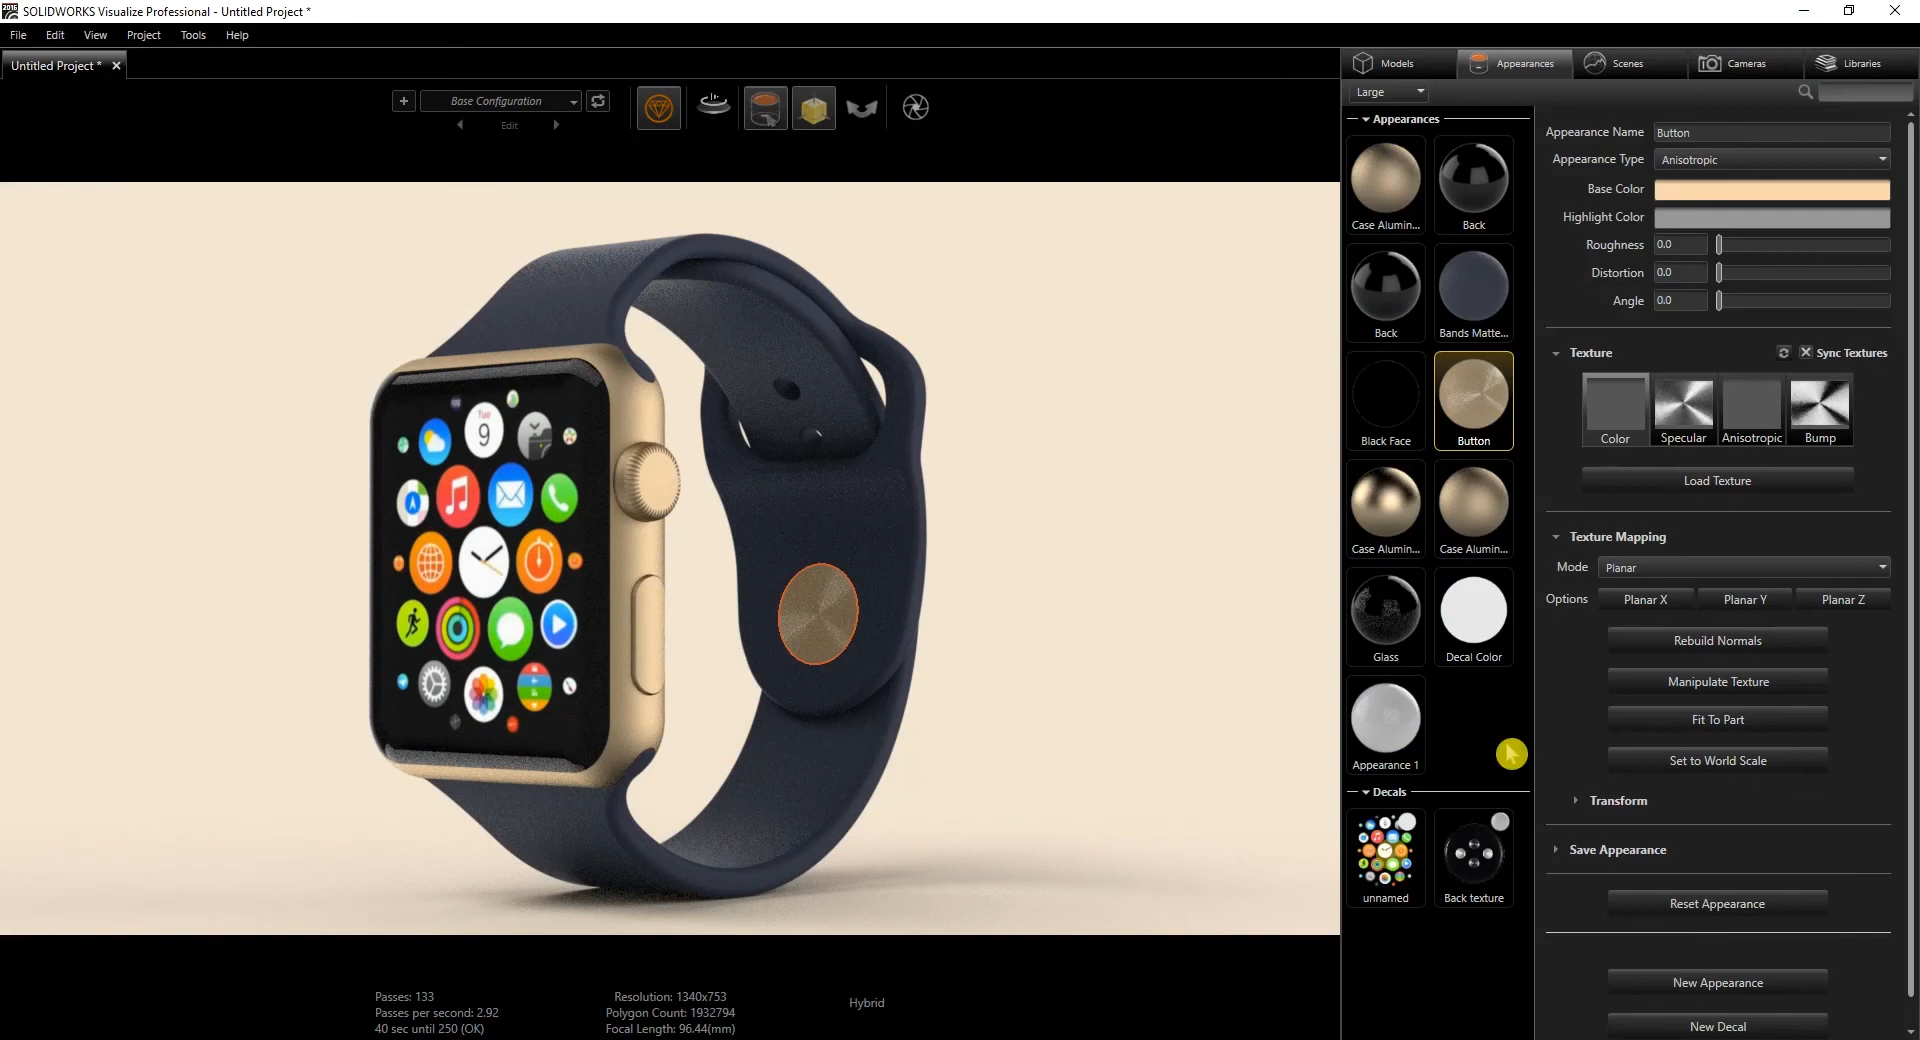 SOLIDWORKS Visualize Professional - Untitled Project *
File Edit View Project Tools Help
Untitled Project *
Base Configuration
Edit
Tue
9
Passes: 133
Passes per second: 2.92
40 sec until 250 (OK)
Resolution: 1340x753
Polygon Count: 1932794
Focal Length: 96.44(mm)
Hybrid
Models Appearances Scenes Cameras Libraries
Large
Appearances
Case Alumin... Back
Back Bands Matte...
Black Face Button
Case Alumin... Case Alumin...
Glass Decal Color
Appearance 1
Decals
unnamed Back texture
Appearance Name Button
Appearance Type Anisotropic
Base Color
Highlight Color
Roughness 0.0
Distortion 0.0
Angle 0.0
Texture Sync Textures
Color Specular Anisotropic Bump
Load Texture
Texture Mapping
Mode Planar
Options Planar X Planar Y Planar Z
Rebuild Normals
Manipulate Texture
Fit To Part
Set to World Scale
Transform
Save Appearance
Reset Appearance
New Appearance
New Decal